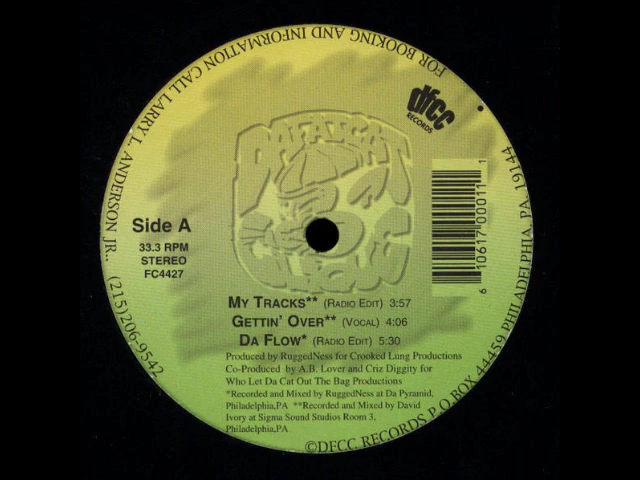 FOR BOOKING AND INFORMATION CALL LARRY L. ANDERSON JR., (215)206-9542
dfcc
RECORDS
DAFALSCAT
CLICK
Side A
33.3 RPM
STEREO
FC4427
6 10617 00011 1
MY TRACKS** (RADIO EDIT) 3:57
GETTIN' OVER** (VOCAL) 4:06
DA FLOW* (RADIO EDIT) 5:30
Produced by RuggedNess for Crooked Lung Productions
Co-Produced by A.B. Lover and Criz Diggity for
Who Let Da Cat Out The Bag Productions
*Recorded and Mixed by RuggedNess at Da Pyramid,
Philadelphia,PA **Recorded and Mixed by David
Ivory at Sigma Sound Studios Room 3,
Philadelphia,PA
©DFCC RECORDS P.O.BOX 44459 PHILADELPHIA, PA 19144